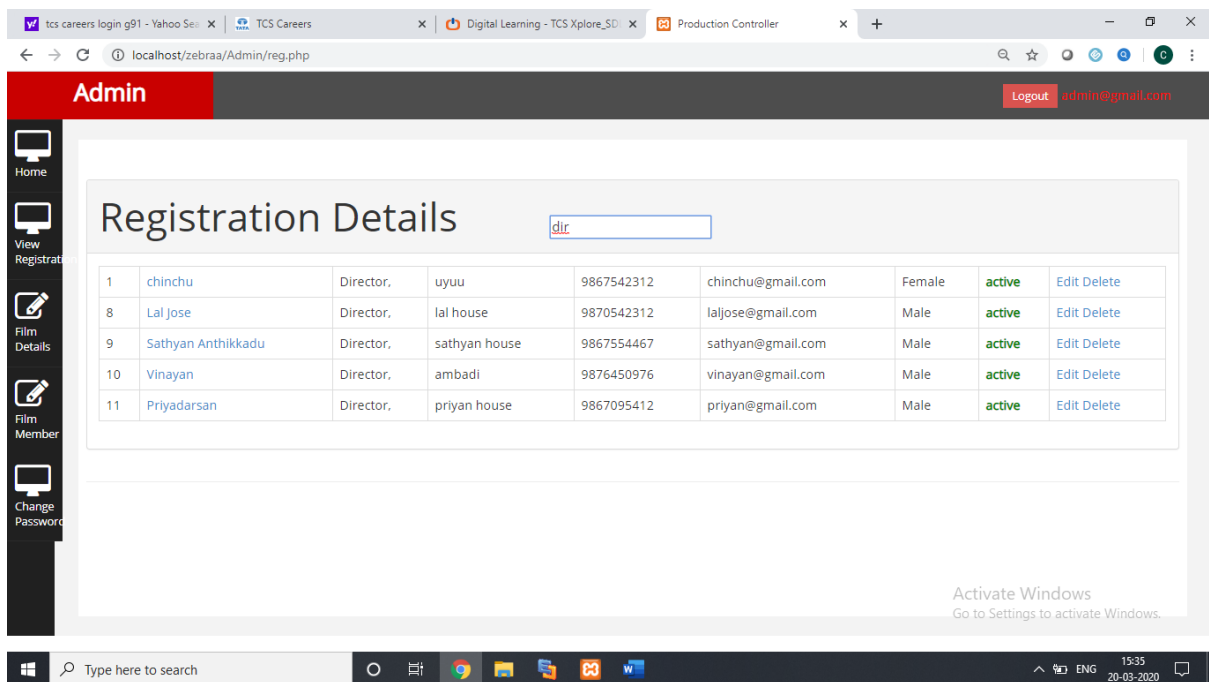 tcs careers login g91 - Yahoo Sea TCS Careers Digital Learning - TCS Xplore_SD Production Controller
localhost/zebraa/Admin/reg.php
Admin Logout admin@gmail.com
Home
View
Registrati
Film
Details
Film
Member
Change
Password
Registration Details dir
1 chinchu Director, uyuu 9867542312 chinchu@gmail.com Female active Edit Delete
8 Lal Jose Director, lal house 9870542312 laljose@gmail.com Male active Edit Delete
9 Sathyan Anthikkadu Director, sathyan house 9867554467 sathyan@gmail.com Male active Edit Delete
10 Vinayan Director, ambadi 9876450976 vinayan@gmail.com Male active Edit Delete
11 Priyadarsan Director, priyan house 9867095412 priyan@gmail.com Male active Edit Delete
Activate Windows
Go to Settings to activate Windows.
Type here to search ENG 15:35
20-03-2020